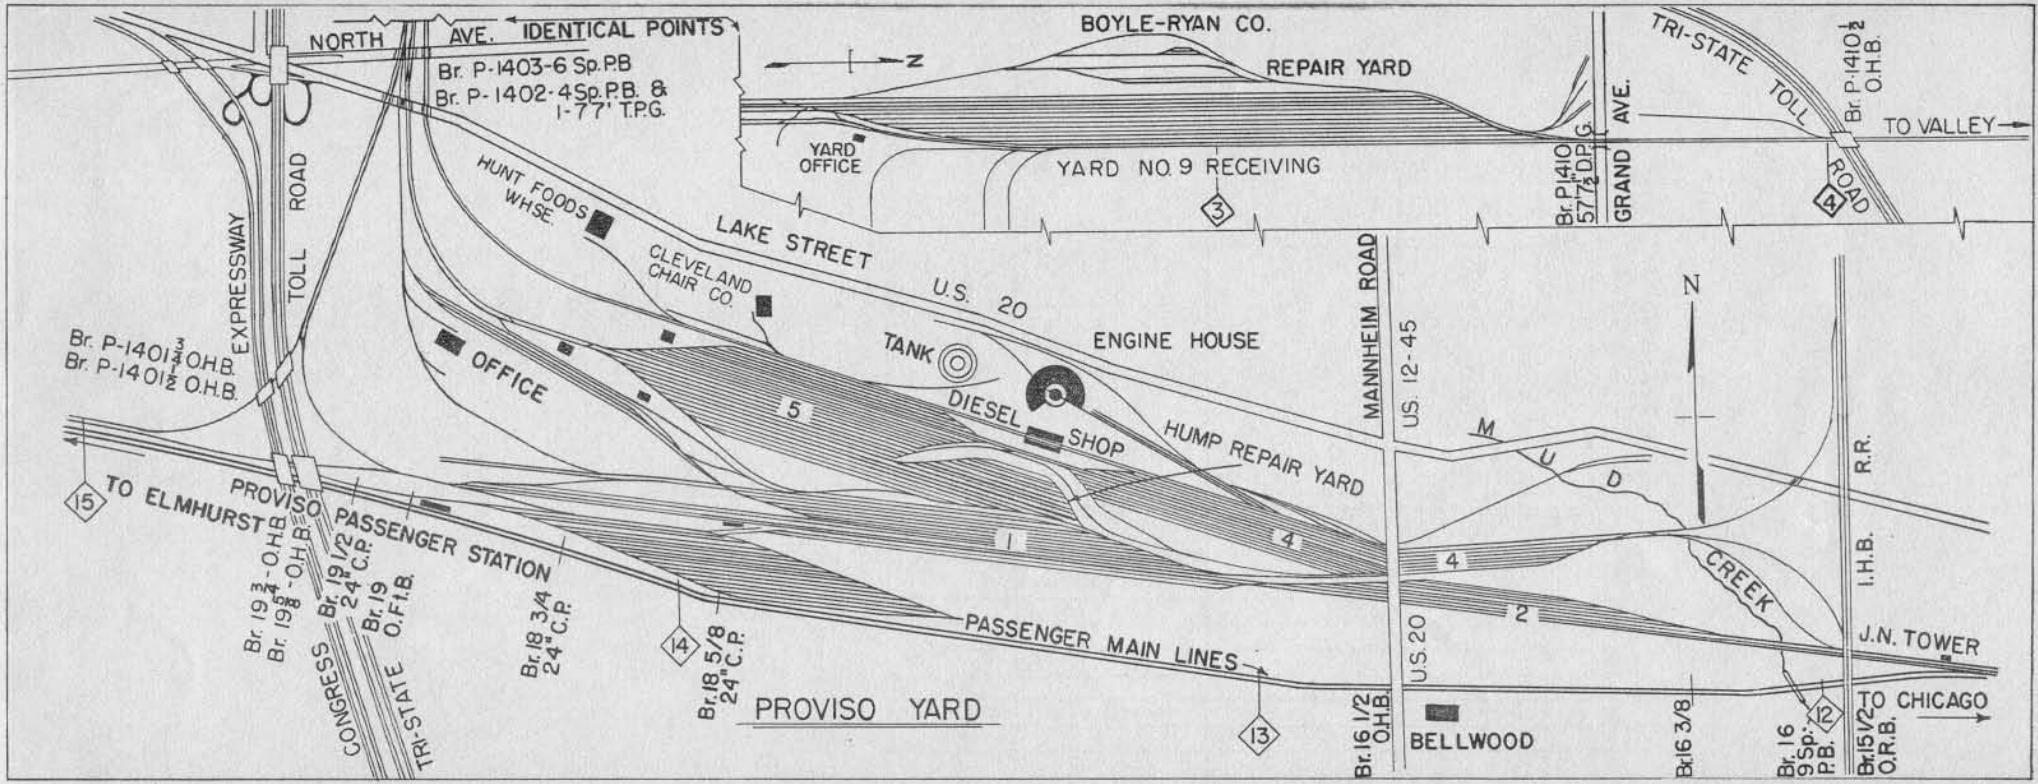 NORTH AVE.
IDENTICAL POINTS
Br. P-1403-6 Sp. P.B
Br. P-1402-4 Sp. P.B. &
1-77' T.P.G.
BOYLE-RYAN CO.
N
REPAIR YARD
YARD
OFFICE
YARD NO. 9 RECEIVING
3
Br. P1410
57'7½" D.P.G.
GRAND AVE.
TRI-STATE TOLL ROAD
Br. P-1410½
O.H.B.
TO VALLEY
4
EXPRESSWAY
TOLL ROAD
HUNT FOODS
WHSE.
CLEVELAND
CHAIR CO.
LAKE STREET
U.S. 20
TANK
ENGINE HOUSE
DIESEL SHOP
HUMP REPAIR YARD
MANNHEIM ROAD
US. 12-45
N
MUD CREEK
I.H.B. R.R.
Br. P-1401¾ O.H.B.
Br. P-1401½ O.H.B.
OFFICE
5
1
4
4
2
15
TO ELMHURST
PROVISO PASSENGER STATION
Br. 19¾-O.H.B.
Br. 19⅝-O.H.B.
Br. 19 1/2
24" C.P.
Br. 19
O.Ft.B.
CONGRESS
TRI-STATE
Br. 18 3/4
24" C.P.
14
Br. 18 5/8
24" C.P.
PROVISO YARD
PASSENGER MAIN LINES
13
U.S. 20
Br. 16 1/2
O.H.B.
BELLWOOD
Br 16 3/8
Br. 16
9 Sp.
P.B.
12
Br. 15 1/2
O.R.B.
J.N. TOWER
TO CHICAGO